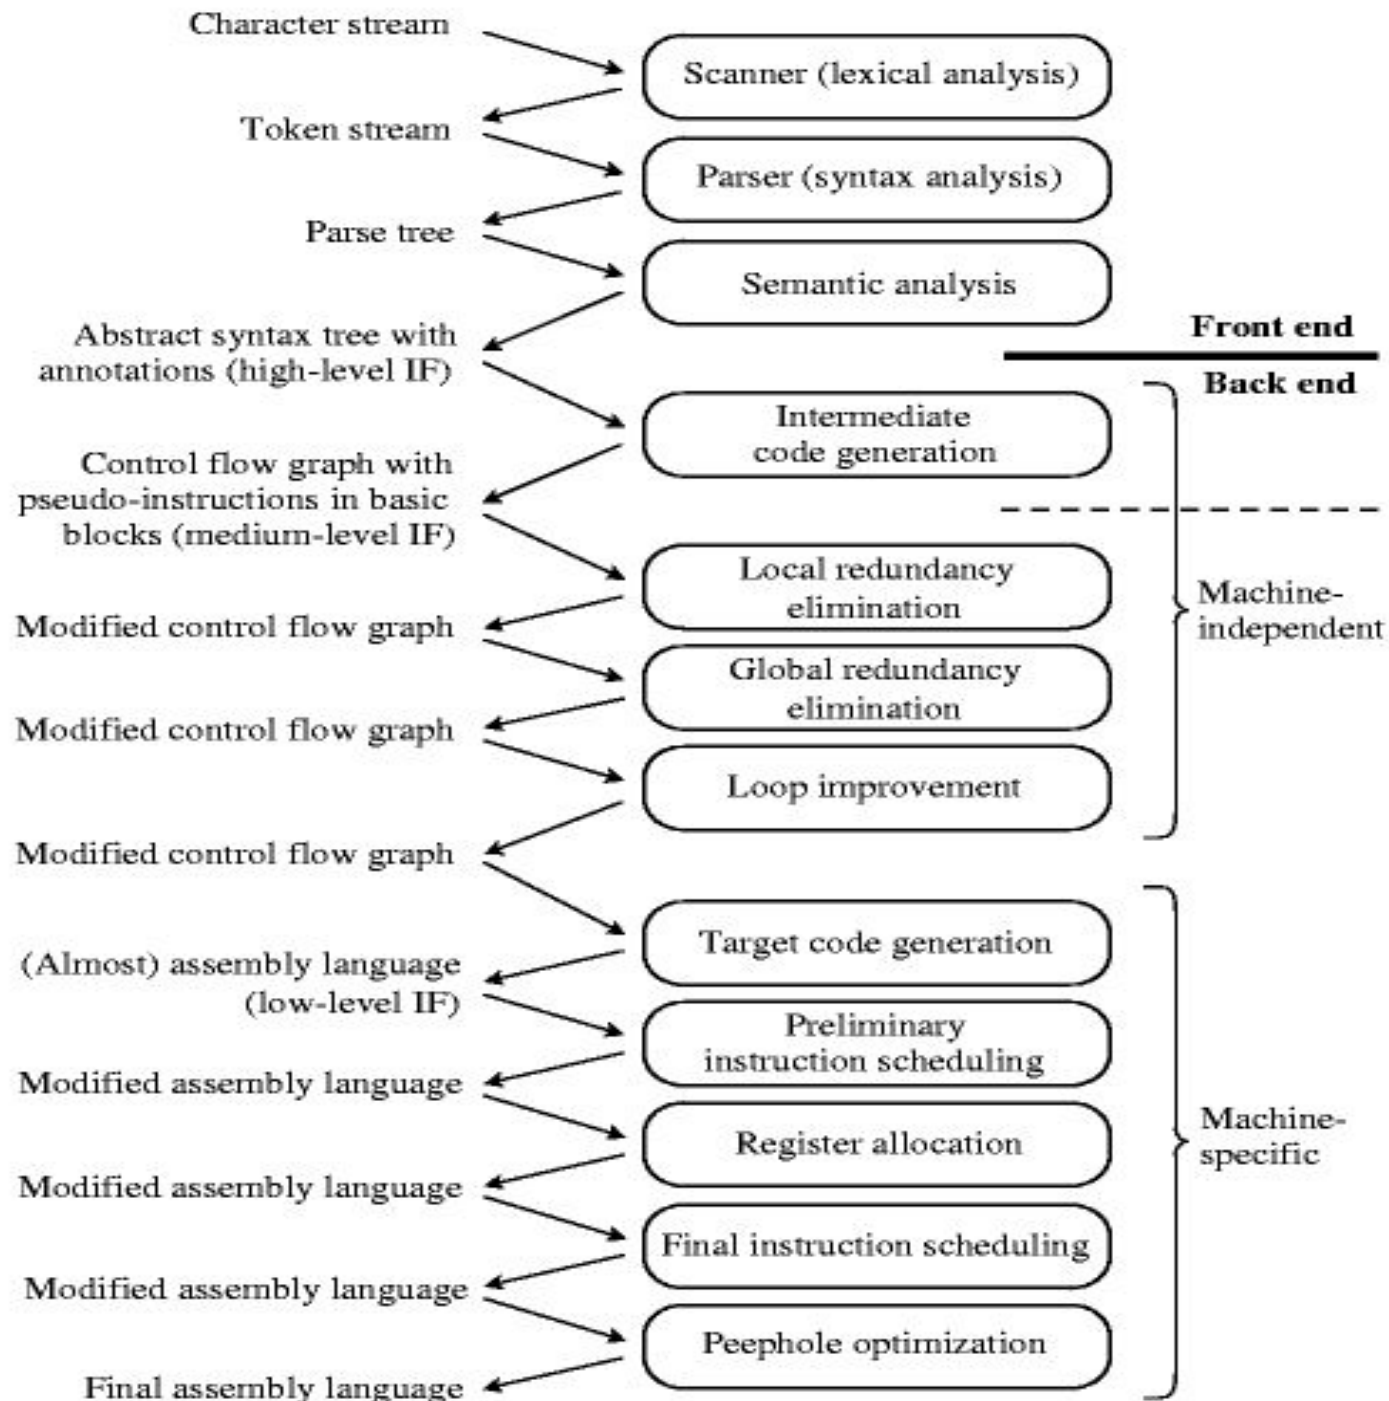 Character stream
Scanner (lexical analysis)
Token stream
Parser (syntax analysis)
Parse tree
Semantic analysis
Abstract syntax tree with
annotations (high-level IF)
Front end
Back end
Intermediate
code generation
Control flow graph with
pseudo-instructions in basic
blocks (medium-level IF)
Local redundancy
elimination
Machine-
independent
Modified control flow graph
Global redundancy
elimination
Modified control flow graph
Loop improvement
Modified control flow graph
Target code generation
(Almost) assembly language
(low-level IF)
Preliminary
instruction scheduling
Modified assembly language
Register allocation
Machine-
specific
Modified assembly language
Final instruction scheduling
Modified assembly language
Peephole optimization
Final assembly language